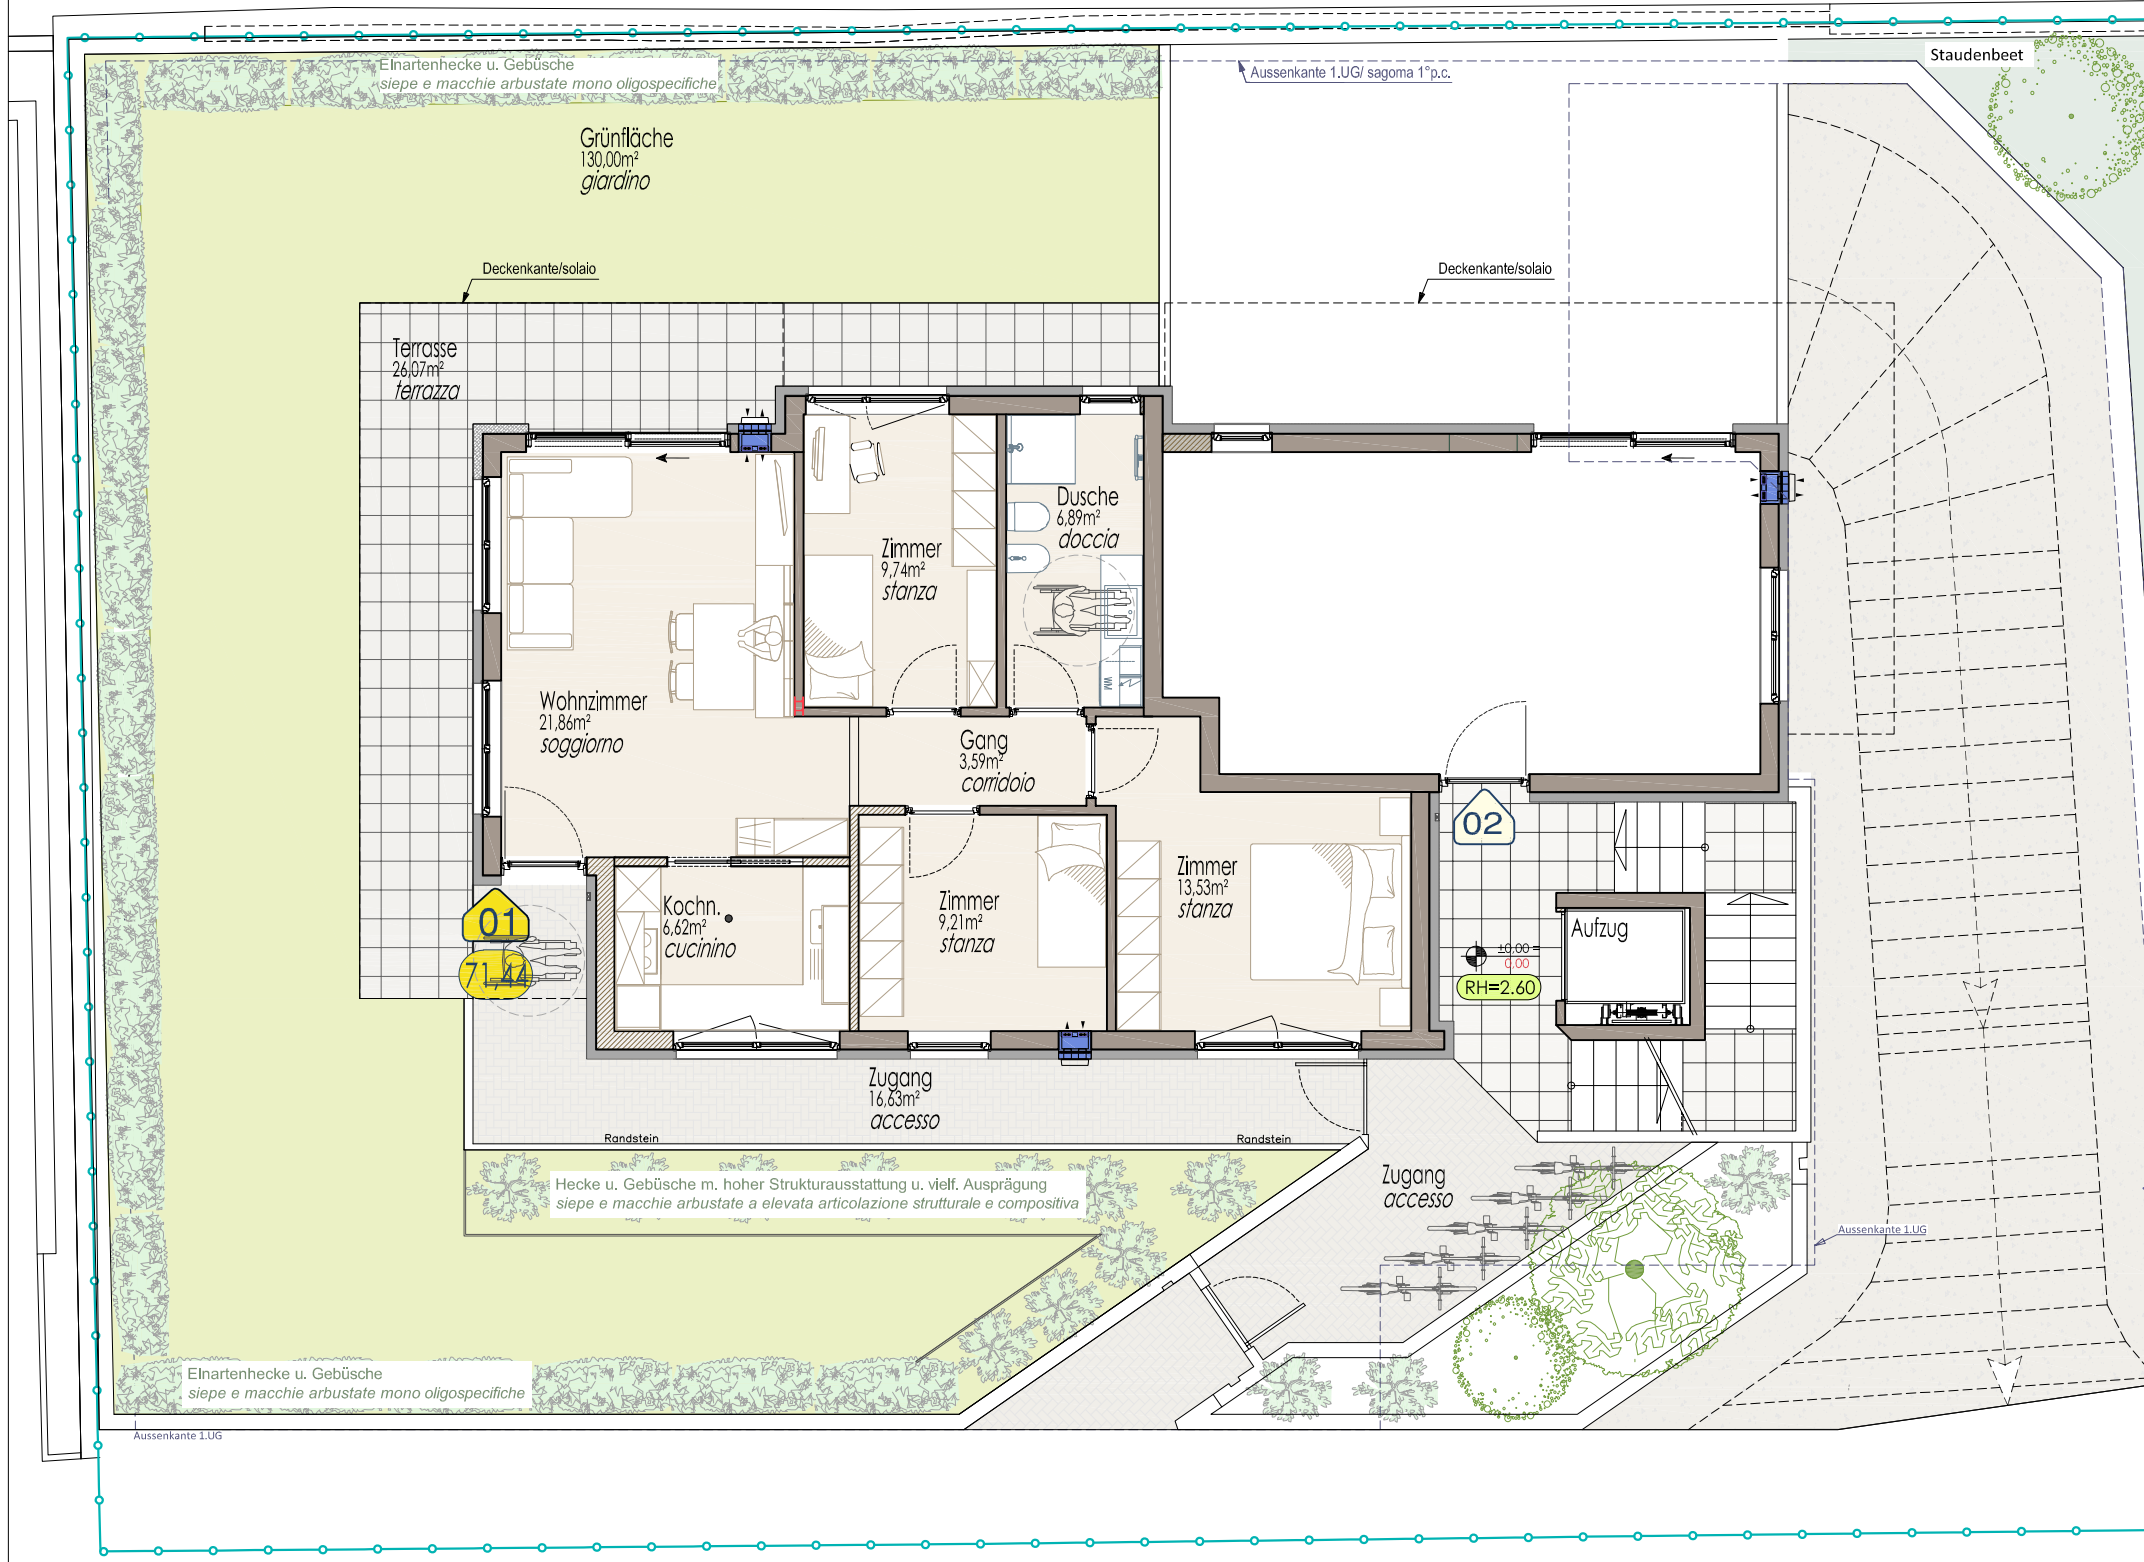 Staudenbeet
EInartenhecke u. Gebüsche
siepe e macchie arbustate mono oligospecifiche
Aussenkante 1.UG/ sagoma 1°p.c.
Grünfläche
130,00m²
giardino
Deckenkante/solaio
Deckenkante/solaio
Terrasse
26,07m²
terrazza
Dusche
6,89m²
doccia
Zimmer
9,74m²
stanza
WM
Wohnzimmer
21,86m²
soggiorno
Gang
3,59m²
corridoio
02
Zimmer
13,53m²
stanza
Kochn.
6,62m²
cucinino
Zimmer
9,21m²
stanza
01
71,44
Aufzug
±0,00 =
0,00
RH=2.60
Zugang
16,63m²
accesso
Randstein
Randstein
Zugang
accesso
Hecke u. Gebüsche m. hoher Strukturausstattung u. vielf. Ausprägung
siepe e macchie arbustate a elevata articolazione strutturale e compositiva
Aussenkante 1.UG
EInartenhecke u. Gebüsche
siepe e macchie arbustate mono oligospecifiche
Aussenkante 1.UG